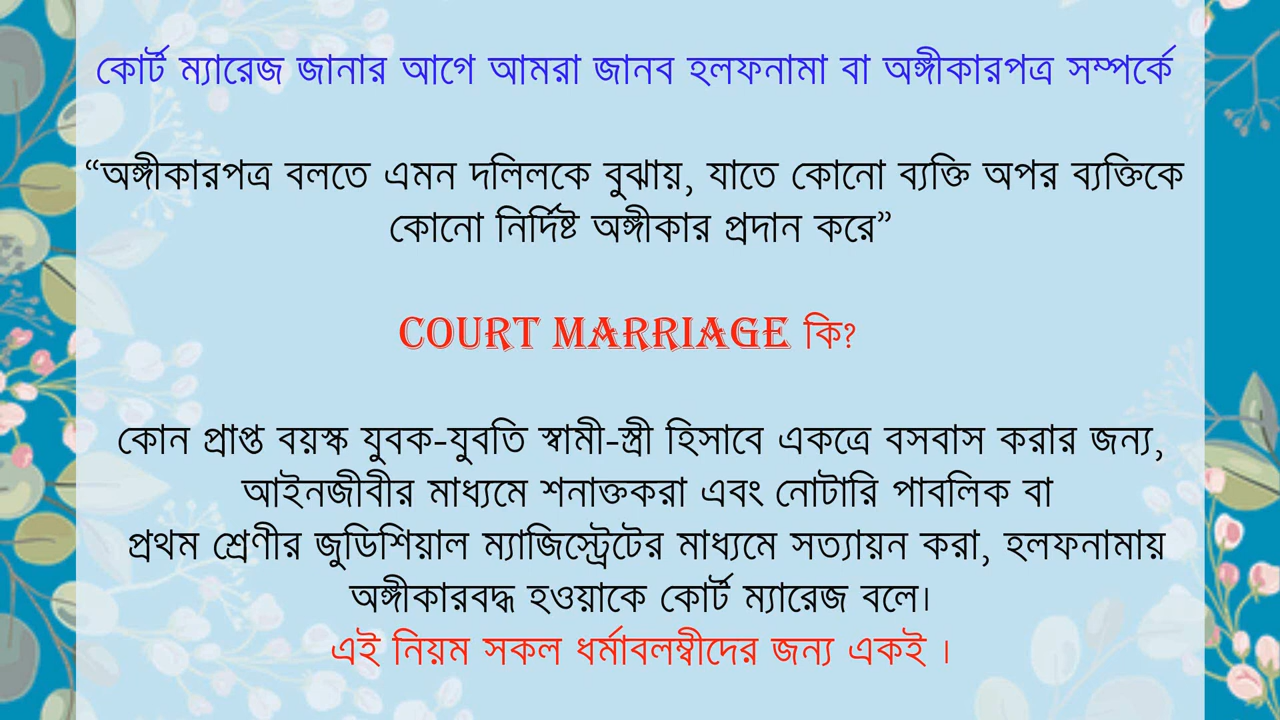 কোর্ট ম্যারেজ জানার আগে আমরা জানব হলফনামা বা অঙ্গীকারপত্র সম্পর্কে
“অঙ্গীকারপত্র বলতে এমন দলিলকে বুঝায়, যাতে কোনো ব্যক্তি অপর ব্যক্তিকে
কোনো নির্দিষ্ট অঙ্গীকার প্রদান করে”
COURT MARRIAGE কি?
কোন প্রাপ্ত বয়স্ক যুবক-যুবতি স্বামী-স্ত্রী হিসাবে একত্রে বসবাস করার জন্য,
আইনজীবীর মাধ্যমে শনাক্তকরা এবং নোটারি পাবলিক বা
প্রথম শ্রেণীর জুডিশিয়াল ম্যাজিস্ট্রেটের মাধ্যমে সত্যায়ন করা, হলফনামায়
অঙ্গীকারবদ্ধ হওয়াকে কোর্ট ম্যারেজ বলে।
এই নিয়ম সকল ধর্মাবলম্বীদের জন্য একই ।